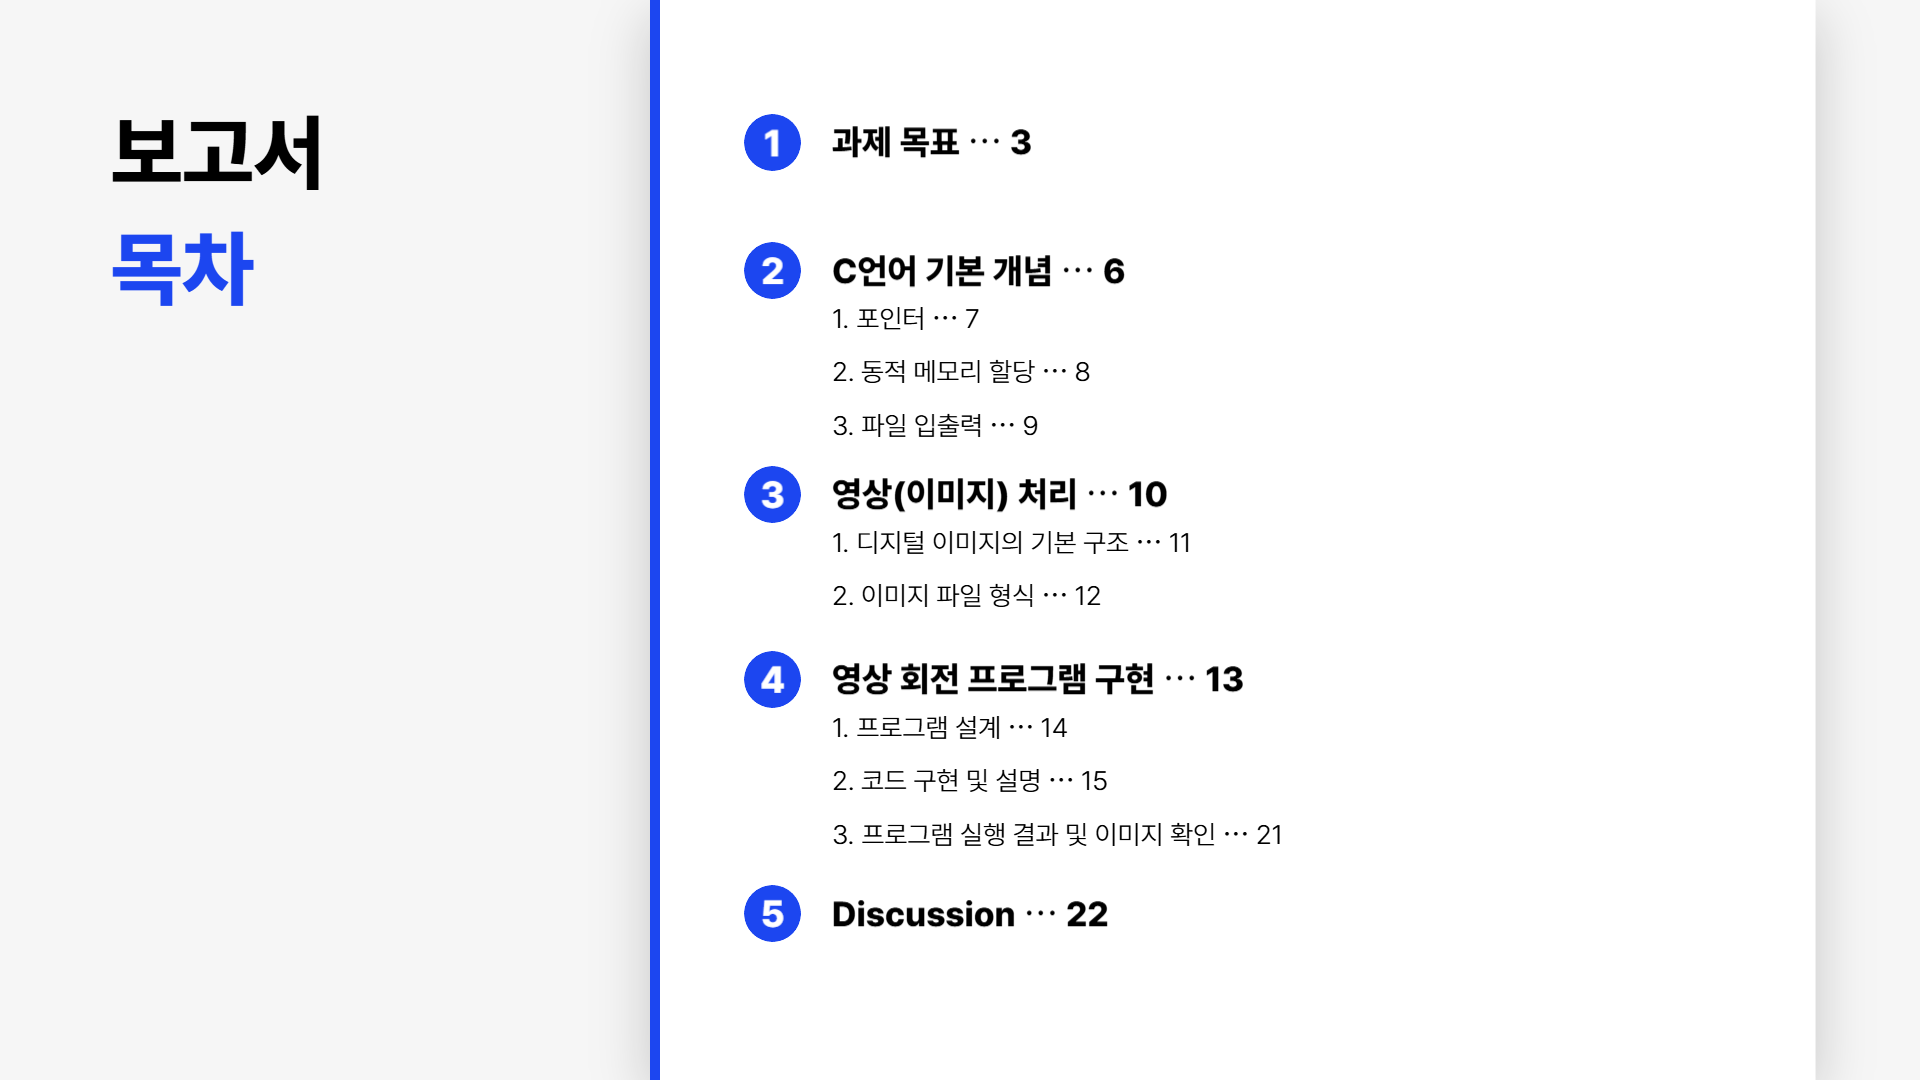 보고서
목차
1 과제 목표 ⋯ 3
2 C언어 기본 개념 ⋯ 6
1. 포인터 ⋯ 7
2. 동적 메모리 할당 ⋯ 8
3. 파일 입출력 ⋯ 9
3 영상(이미지) 처리 ⋯ 10
1. 디지털 이미지의 기본 구조 ⋯ 11
2. 이미지 파일 형식 ⋯ 12
4 영상 회전 프로그램 구현 ⋯ 13
1. 프로그램 설계 ⋯ 14
2. 코드 구현 및 설명 ⋯ 15
3. 프로그램 실행 결과 및 이미지 확인 ⋯ 21
5 Discussion ⋯ 22